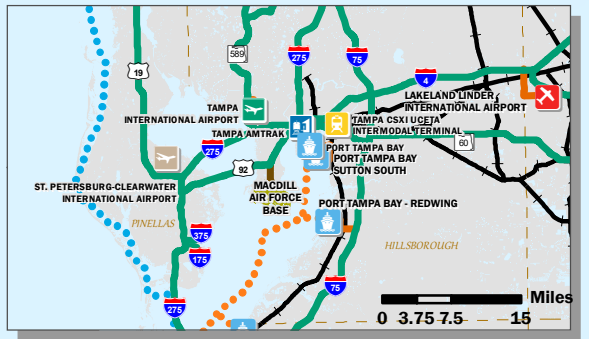 589
275
75
19
4
LAKELAND LINDER
INTERNATIONAL AIRPORT
TAMPA
INTERNATIONAL AIRPORT
TAMPA CSXI UCETA
INTERMODAL TERMINAL
TAMPA AMTRAK
60
275
PORT TAMPA BAY
PORT TAMPA BAY
SUTTON SOUTH
92
ST. PETERSBURG-CLEARWATER
INTERNATIONAL AIRPORT
MACDILL
AIR FORCE
BASE
PORT TAMPA BAY - REDWING
PINELLAS
375
HILLSBOROUGH
175
75
275
Miles
0 3.75 7.5 15